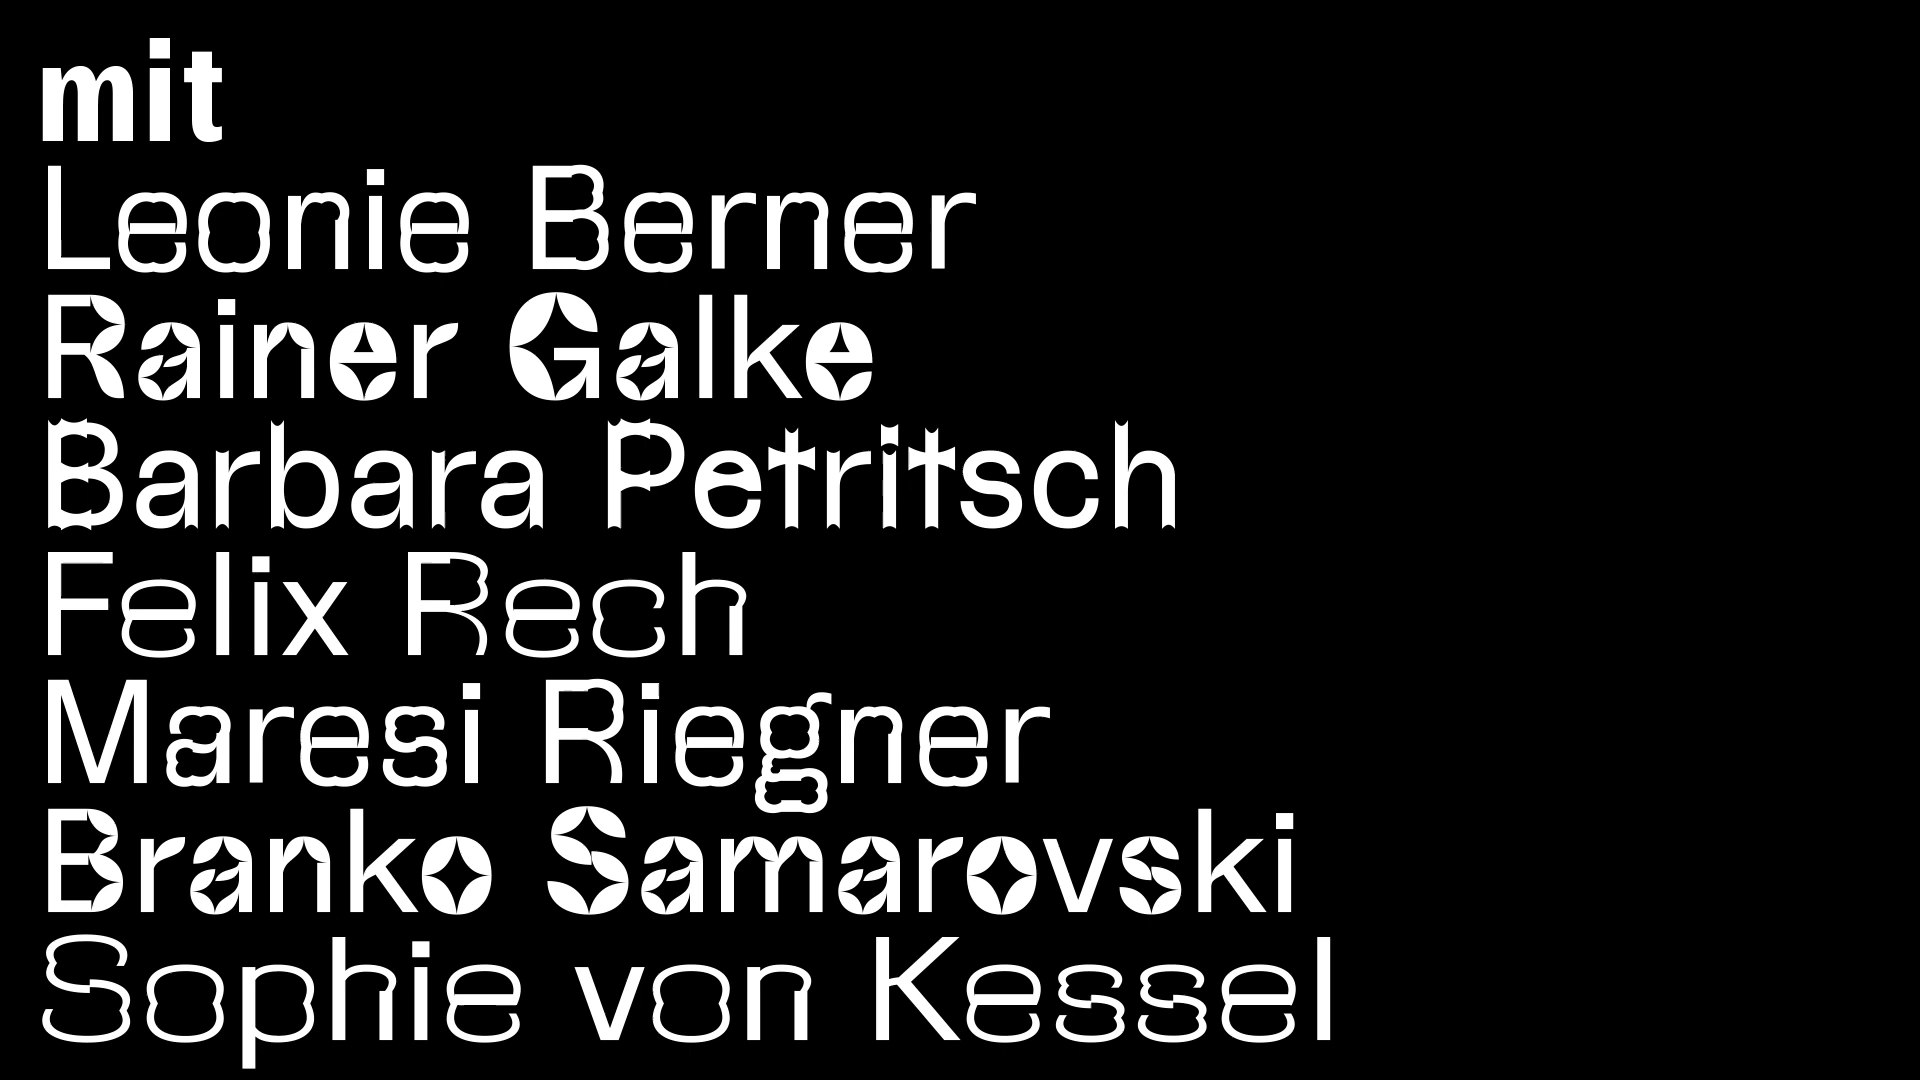 mit
Leonie Berner
Rainer Galke
Barbara Petritsch
Felix Rech
Maresi Riegner
Branko Samarovski
Sophie von Kessel